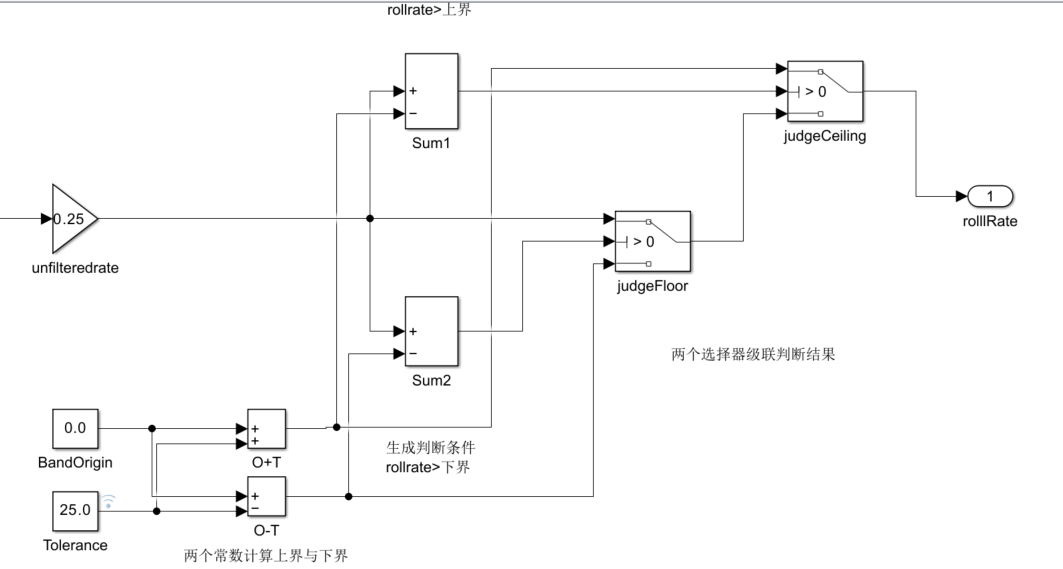 rollrate>上界
+
−
Sum1
> 0
judgeCeiling
1
rolllRate
0.25
unfilteredrate
> 0
judgeFloor
+
−
Sum2
两个选择器级联判断结果
0.0
BandOrigin
+
+
O+T
生成判断条件
rollrate>下界
25.0
Tolerance
+
−
O-T
两个常数计算上界与下界